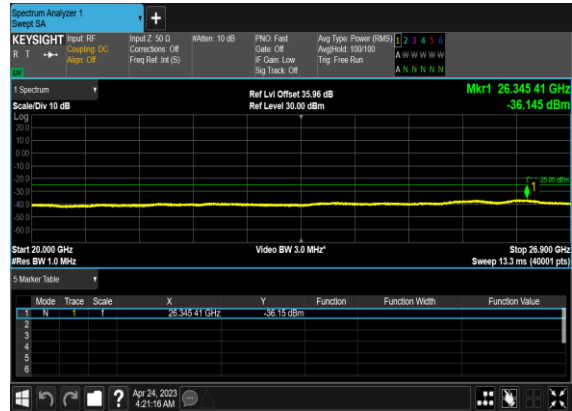 Spectrum Analyzer 1
Swept SA
+
KEYSIGHT Input: RF Input Z: 50 Ω #Atten: 10 dB PNO: Fast Avg Type: Power (RMS) 1 2 3 4 5 6
R T Coupling: DC Corrections: Off Gate: Off Avg|Hold: 100/100 A W W W W W
Align: Off Freq Ref: Int (S) IF Gain: Low Trig: Free Run
Sig Track: Off A N N N N N
1 Spectrum
Ref Lvl Offset 35.96 dB Mkr1 26.345 41 GHz
Scale/Div 10 dB Ref Level 30.00 dBm -36.145 dBm
Log
20.0
10.0
0.00
-10.0
-20.0
-25.00 dBm
1
-30.0
-40.0
-50.0
-60.0
Start 20.000 GHz Video BW 3.0 MHz* Stop 26.900 GHz
#Res BW 1.0 MHz Sweep 13.3 ms (40001 pts)
5 Marker Table
Mode Trace Scale X Y Function Function Width Function Value
1 N 1 f 26.345 41 GHz -36.15 dBm
2
3
4
5
6
? Apr 24, 2023
4:21:16 AM